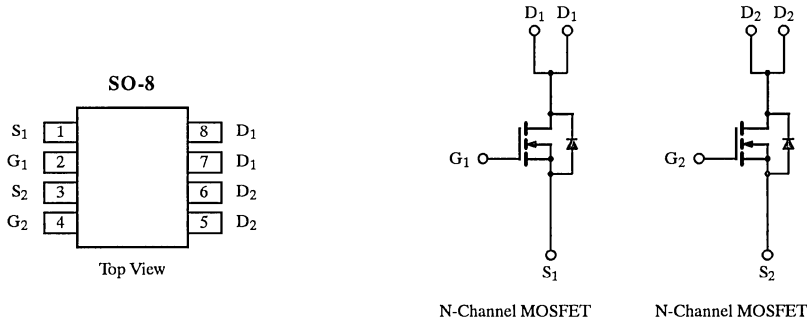 SO-8
S₁ 1 8 D₁
G₁ 2 7 D₁
S₂ 3 6 D₂
G₂ 4 5 D₂
Top View
D₁ D₁
G₁
S₁
N-Channel MOSFET
D₂ D₂
G₂
S₂
N-Channel MOSFET